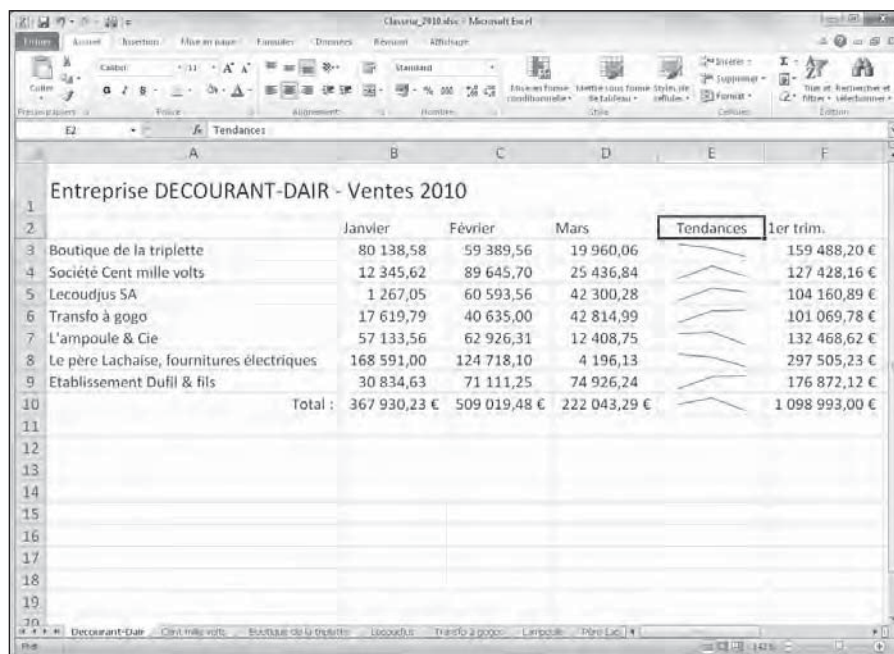 Classeur_2010.xlsx - Microsoft Excel
Fichier Accueil Insertion Mise en page Formules Données Révision Affichage
Calibri 11 A A Standard Insérer
Coller G I S A % 000 Mise en forme conditionnelle Mettre sous forme de tableau Styles de cellules Supprimer Format Trier et filtrer Rechercher et sélectionner
Presse-papiers Police Alignement Nombre Style Cellules Édition
E2 fx Tendances
A B C D E F
1 Entreprise DECOURANT-DAIR - Ventes 2010
2 Janvier Février Mars Tendances 1er trim.
3 Boutique de la triplette 80 138,58 59 389,56 19 960,06 159 488,20 €
4 Société Cent mille volts 12 345,62 89 645,70 25 436,84 127 428,16 €
5 Lecoudjus SA 1 267,05 60 593,56 42 300,28 104 160,89 €
6 Transfo à gogo 17 619,79 40 635,00 42 814,99 101 069,78 €
7 L'ampoule & Cie 57 133,56 62 926,31 12 408,75 132 468,62 €
8 Le père Lachaise, fournitures électriques 168 591,00 124 718,10 4 196,13 297 505,23 €
9 Etablissement Dufil & fils 30 834,63 71 111,25 74 926,24 176 872,12 €
10 Total : 367 930,23 € 509 019,48 € 222 043,29 € 1 098 993,00 €
11
12
13
14
15
16
17
18
19
20
Decourant-Dair Cent mille volts Boutique de la triplette Lecoudjus Transfo à gogo Lampoule Père Lac
Prêt 142 %